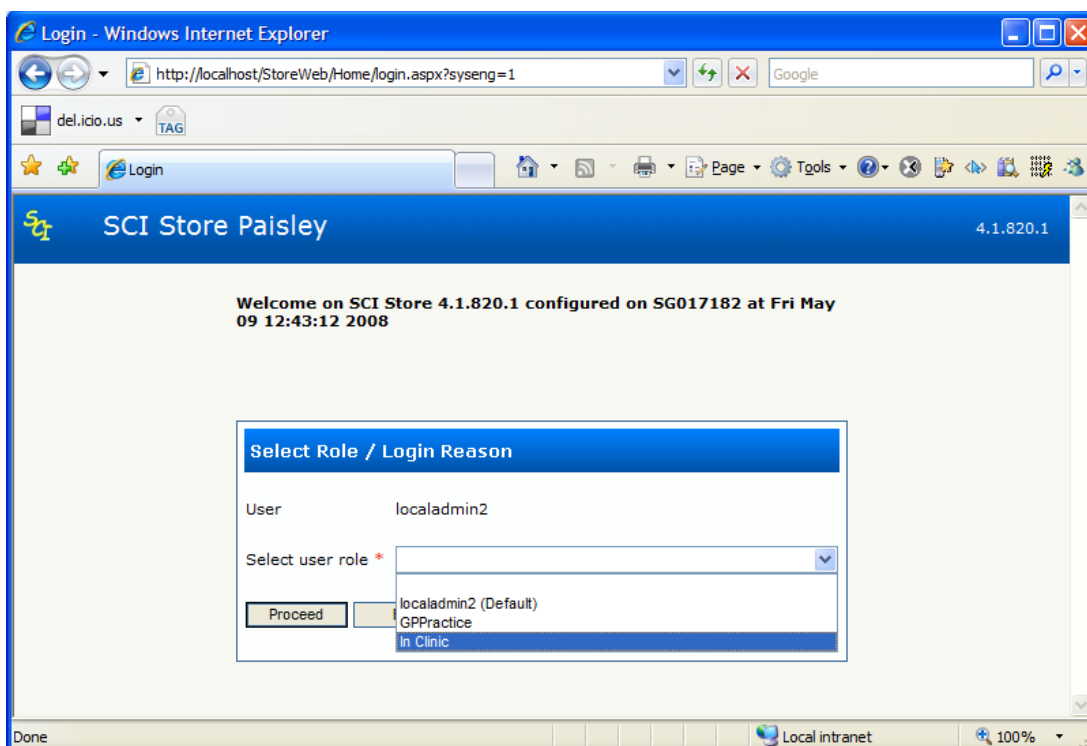 Login - Windows Internet Explorer
http://localhost/StoreWeb/Home/login.aspx?syseng=1
Google
del.icio.us
TAG
Login
Page
Tools
SCI
SCI Store Paisley
4.1.820.1
Welcome on SCI Store 4.1.820.1 configured on SG017182 at Fri May
09 12:43:12 2008
Select Role / Login Reason
User localadmin2
Select user role *
localadmin2 (Default)
Proceed
GPPractice
In Clinic
Done
Local intranet
100%